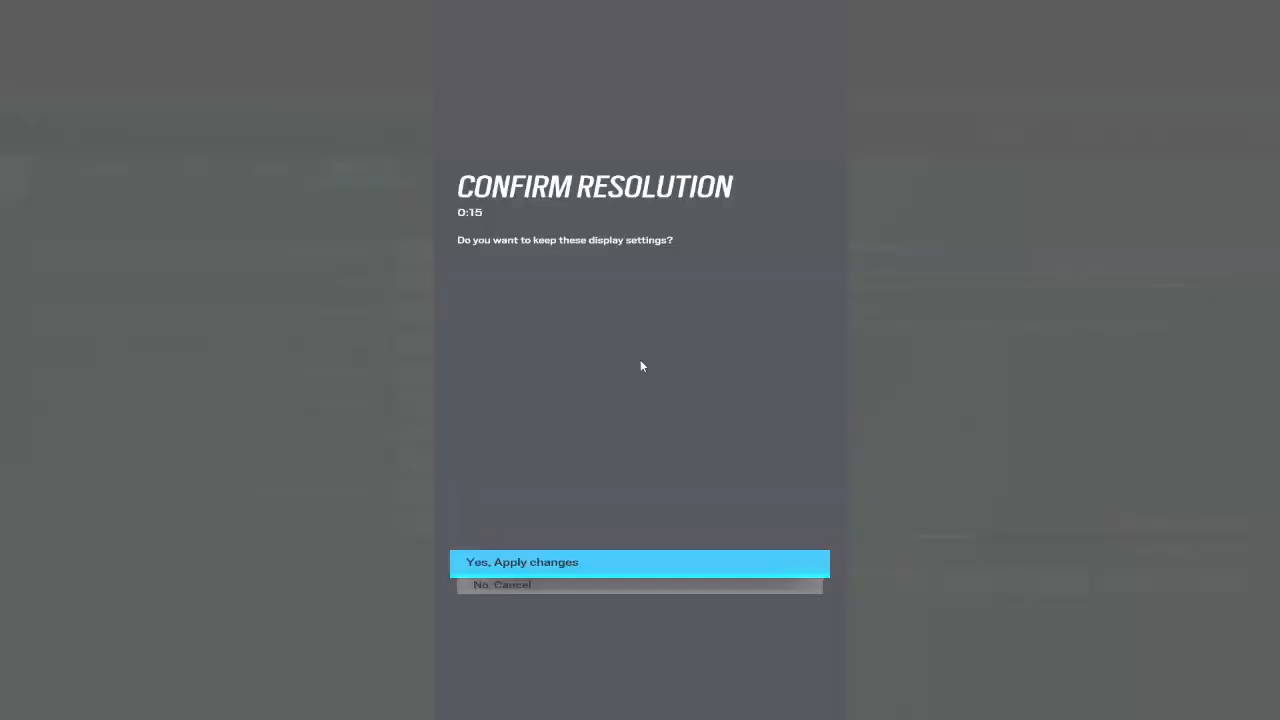 CONFIRM RESOLUTION
0:15
Do you want to keep these display settings?
Yes, Apply changes
No, Cancel